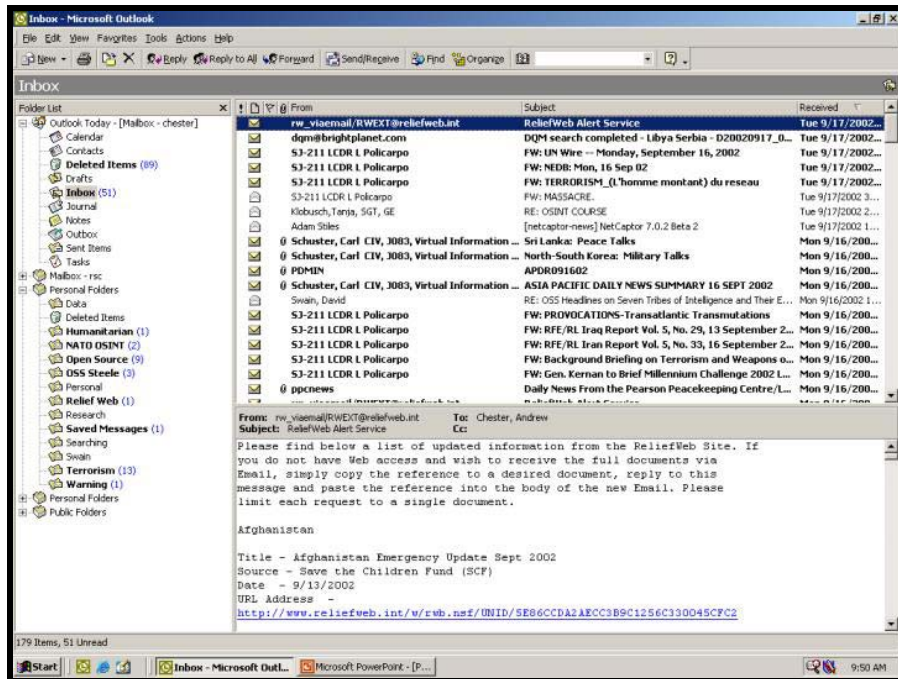 Inbox - Microsoft Outlook
File Edit View Favorites Tools Actions Help
New Reply Reply to All Forward Send/Receive Find Organize
Inbox
Folder List
Outlook Today - [Mailbox - chester]
Calendar
Contacts
Deleted Items (89)
Drafts
Inbox (51)
Journal
Notes
Outbox
Sent Items
Tasks
Mailbox - rsc
Personal Folders
Data
Deleted Items
Humanitarian (1)
NATO OSINT (2)
Open Source (9)
OSS Steele (3)
Personal
Relief Web (1)
Research
Saved Messages (1)
Searching
Swain
Terrorism (13)
Warning (1)
Personal Folders
Public Folders
From Subject Received
rw_viaemail/RWEXT@reliefweb.int ReliefWeb Alert Service Tue 9/17/2002...
dqm@brightplanet.com DQM search completed - Libya Serbia - D20020917_0... Tue 9/17/2002...
SJ-211 LCDR L Policarpo FW: UN Wire -- Monday, September 16, 2002 Tue 9/17/2002...
SJ-211 LCDR L Policarpo FW: NEDB: Mon, 16 Sep 02 Tue 9/17/2002...
SJ-211 LCDR L Policarpo FW: TERRORISM_(L'homme montant) du reseau Tue 9/17/2002...
SJ-211 LCDR L Policarpo FW: MASSACRE. Tue 9/17/2002 3...
Klobusch,Tanja, SGT, GE RE: OSINT COURSE Tue 9/17/2002 2...
Adam Stiles [netcaptor-news] NetCaptor 7.0.2 Beta 2 Tue 9/17/2002 1...
Schuster, Carl CIV, J083, Virtual Information ... Sri Lanka: Peace Talks Mon 9/16/200...
Schuster, Carl CIV, J083, Virtual Information ... North-South Korea: Military Talks Mon 9/16/200...
PDMIN APDR091602 Mon 9/16/200...
Schuster, Carl CIV, J083, Virtual Information ... ASIA PACIFIC DAILY NEWS SUMMARY 16 SEPT 2002 Mon 9/16/200...
Swain, David RE: OSS Headlines on Seven Tribes of Intelligence and Their E... Mon 9/16/2002 1...
SJ-211 LCDR L Policarpo FW: PROVOCATIONS-Transatlantic Transmutations Mon 9/16/200...
SJ-211 LCDR L Policarpo FW: RFE/RL Iraq Report Vol. 5, No. 29, 13 September 2... Mon 9/16/200...
SJ-211 LCDR L Policarpo FW: RFE/RL Iran Report Vol. 5, No. 33, 16 September 2... Mon 9/16/200...
SJ-211 LCDR L Policarpo FW: Background Briefing on Terrorism and Weapons o... Mon 9/16/200...
SJ-211 LCDR L Policarpo FW: Gen. Kernan to Brief Millennium Challenge 2002 L... Mon 9/16/200...
ppcnews Daily News From the Pearson Peacekeeping Centre/L... Mon 9/16/200...
From: rw_viaemail/RWEXT@reliefweb.int To: Chester, Andrew
Subject: ReliefWeb Alert Service Cc:
Please find below a list of updated information from the ReliefWeb Site. If
you do not have Web access and wish to receive the full documents via
Email, simply copy the reference to a desired document, reply to this
message and paste the reference into the body of the new Email. Please
limit each request to a single document.
Afghanistan
Title - Afghanistan Emergency Update Sept 2002
Source - Save the Children Fund (SCF)
Date - 9/13/2002
URL Address -
http://www.reliefweb.int/w/rwb.nsf/UNID/5E86CCDA2AECC3B9C1256C330045CFC2
179 Items, 51 Unread
Start Inbox - Microsoft Outl... Microsoft PowerPoint - [P... 9:50 AM